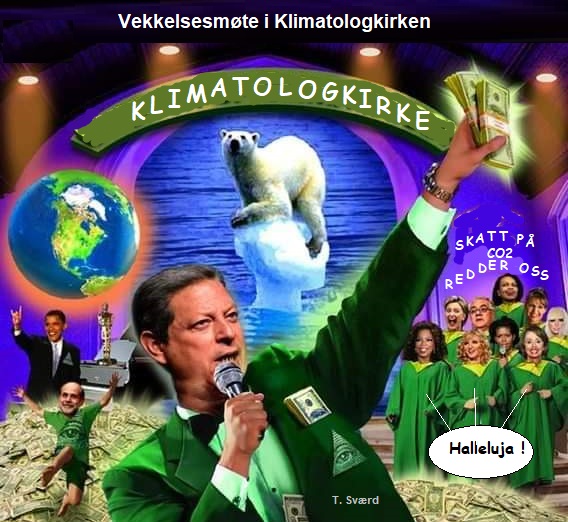 Vekkelsesmøte i Klimatologkirken
KLIMATOLOGKIRKE
SKATT PÅ
CO2
REDDER OSS
Halleluja !
T. Sværd